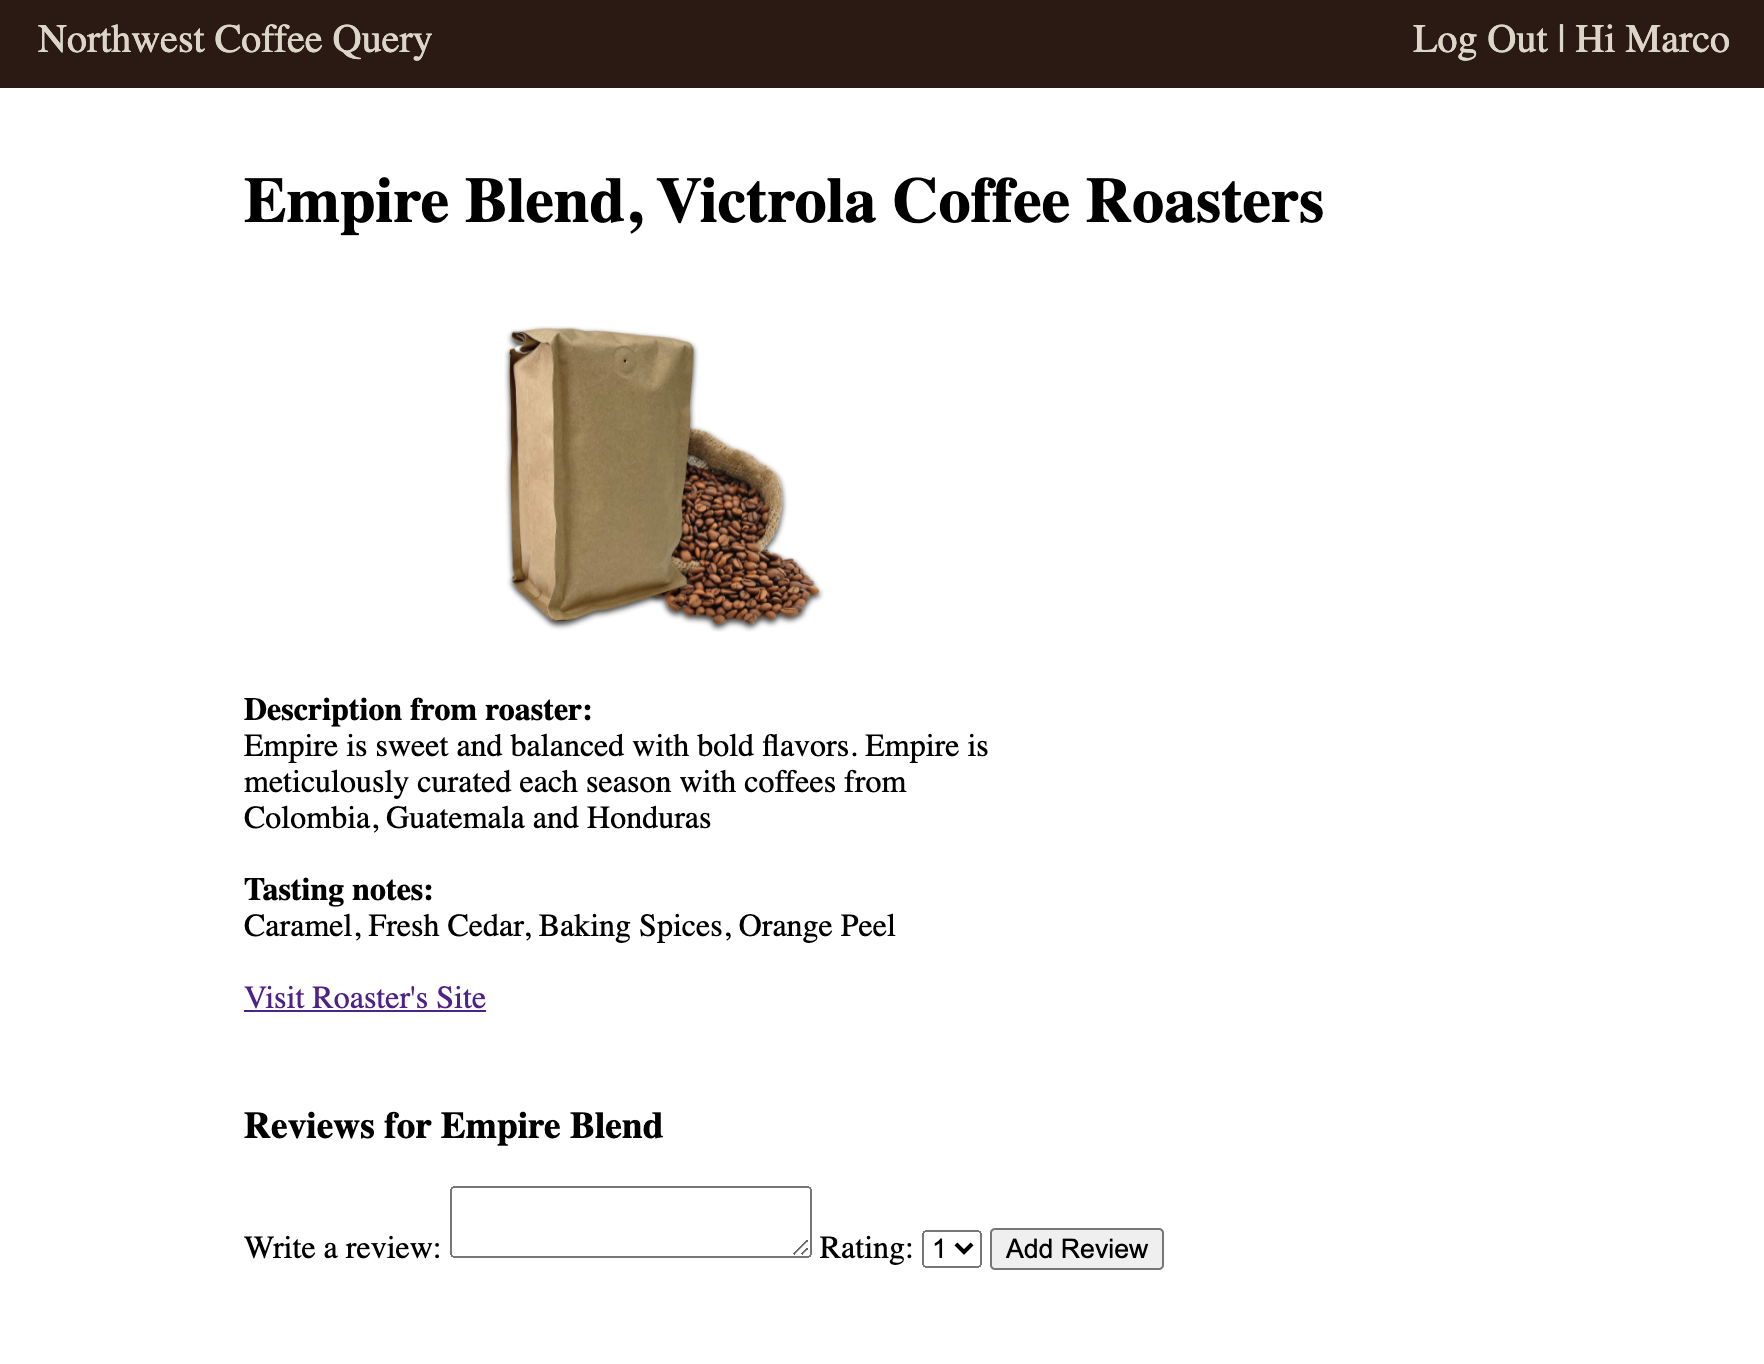 Northwest Coffee Query
Log Out | Hi Marco
Empire Blend, Victrola Coffee Roasters
Description from roaster:
Empire is sweet and balanced with bold flavors. Empire is
meticulously curated each season with coffees from
Colombia, Guatemala and Honduras
Tasting notes:
Caramel, Fresh Cedar, Baking Spices, Orange Peel
Visit Roaster's Site
Reviews for Empire Blend
Write a review: Rating: 1 Add Review